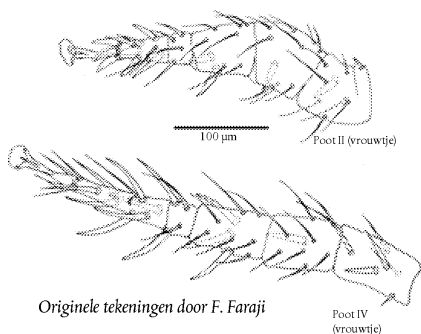 100 µm
Poot II (vrouwtje)
Originele tekeningen door F. Faraji
Poot IV
(vrouwtje)